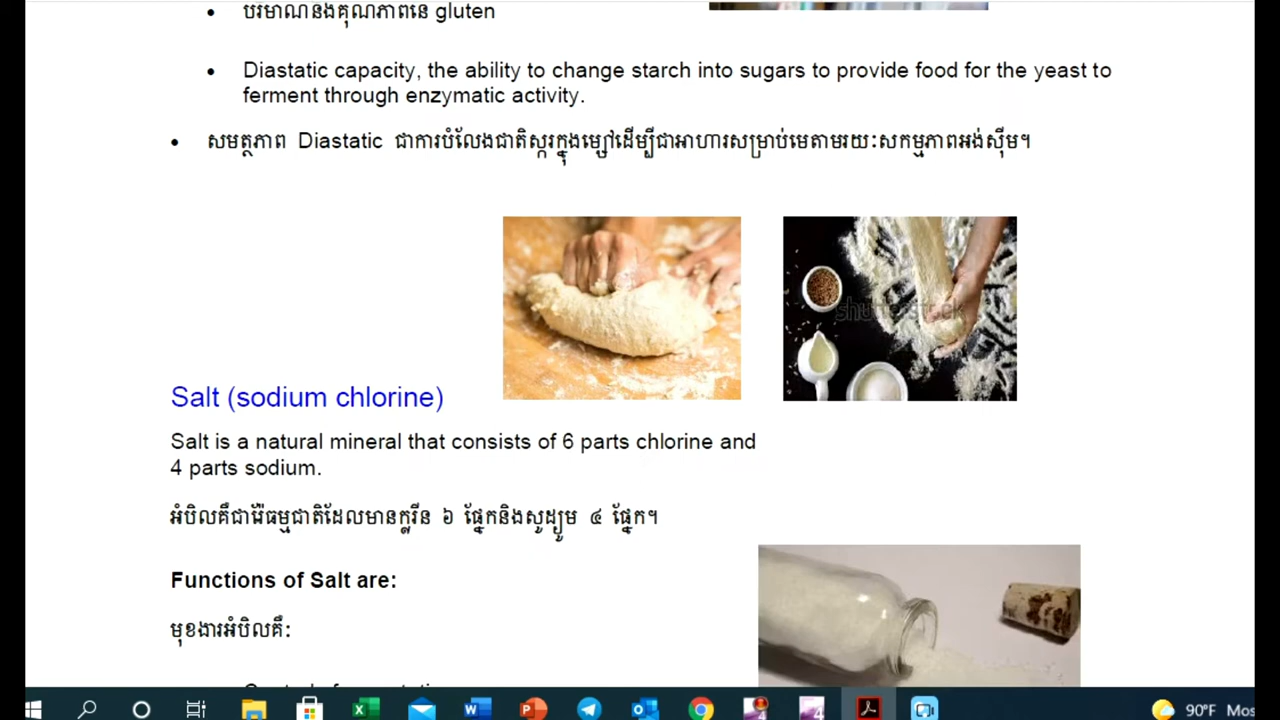 បរិមាណនិងគុណភាពនៃ gluten
Diastatic capacity, the ability to change starch into sugars to provide food for the yeast to
ferment through enzymatic activity.
សមត្ថភាព Diastatic ជាការបំលែងជាតិស្ករក្នុងម្សៅដើម្បីជាអាហារសម្រាប់មេតាមរយៈសកម្មភាពអង់ស៊ីម។
shutterstock
Salt (sodium chlorine)
Salt is a natural mineral that consists of 6 parts chlorine and
4 parts sodium.
អំបិលគឺជារ៉ែធម្មជាតិដែលមានក្លរីន ៦ ផ្នែកនិងសូដ្យូម ៤ ផ្នែក។
Functions of Salt are:
មុខងារអំបិលគឺ:
90°F Mos